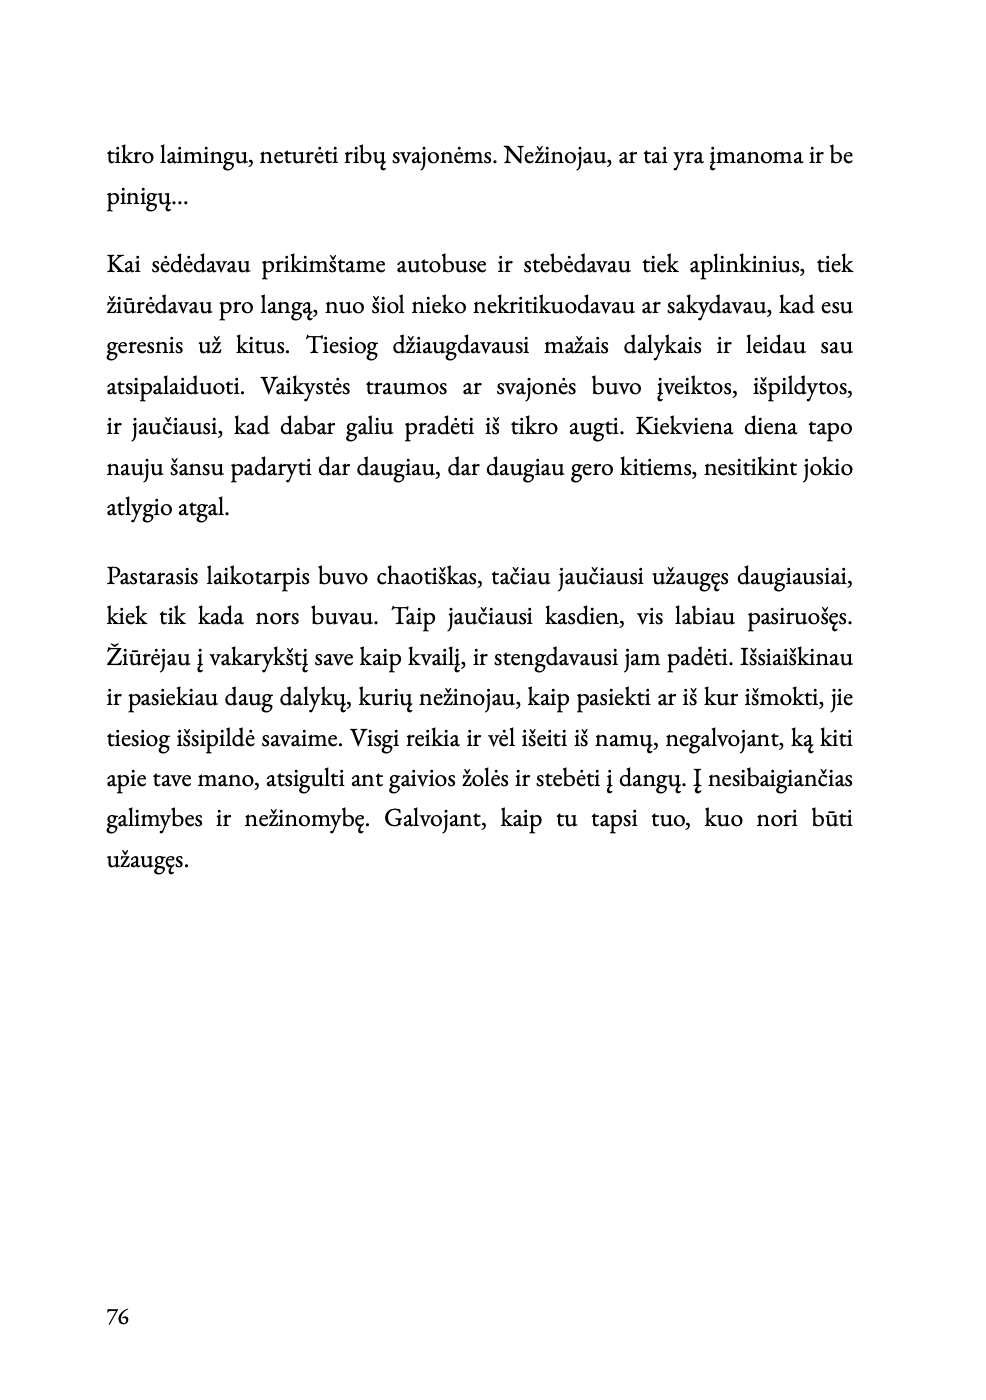 tikro laimingu, neturėti ribų svajonėms. Nežinojau, ar tai yra įmanoma ir be
pinigų...
Kai sėdėdavau prikimštame autobuse ir stebėdavau tiek aplinkinius, tiek
žiūrėdavau pro langą, nuo šiol nieko nekritikuodavau ar sakydavau, kad esu
geresnis už kitus. Tiesiog džiaugdavausi mažais dalykais ir leidau sau
atsipalaiduoti. Vaikystės traumos ar svajonės buvo įveiktos, išpildytos,
ir jaučiausi, kad dabar galiu pradėti iš tikro augti. Kiekviena diena tapo
nauju šansu padaryti dar daugiau, dar daugiau gero kitiems, nesitikint jokio
atlygio atgal.
Pastarasis laikotarpis buvo chaotiškas, tačiau jaučiausi užaugęs daugiausiai,
kiek tik kada nors buvau. Taip jaučiausi kasdien, vis labiau pasiruošęs.
Žiūrėjau į vakarykštį save kaip kvailį, ir stengdavausi jam padėti. Išsiaiškinau
ir pasiekiau daug dalykų, kurių nežinojau, kaip pasiekti ar iš kur išmokti, jie
tiesiog išsipildė savaime. Visgi reikia ir vėl išeiti iš namų, negalvojant, ką kiti
apie tave mano, atsigulti ant gaivios žolės ir stebėti į dangų. Į nesibaigiančias
galimybes ir nežinomybę. Galvojant, kaip tu tapsi tuo, kuo nori būti
užaugęs.
76